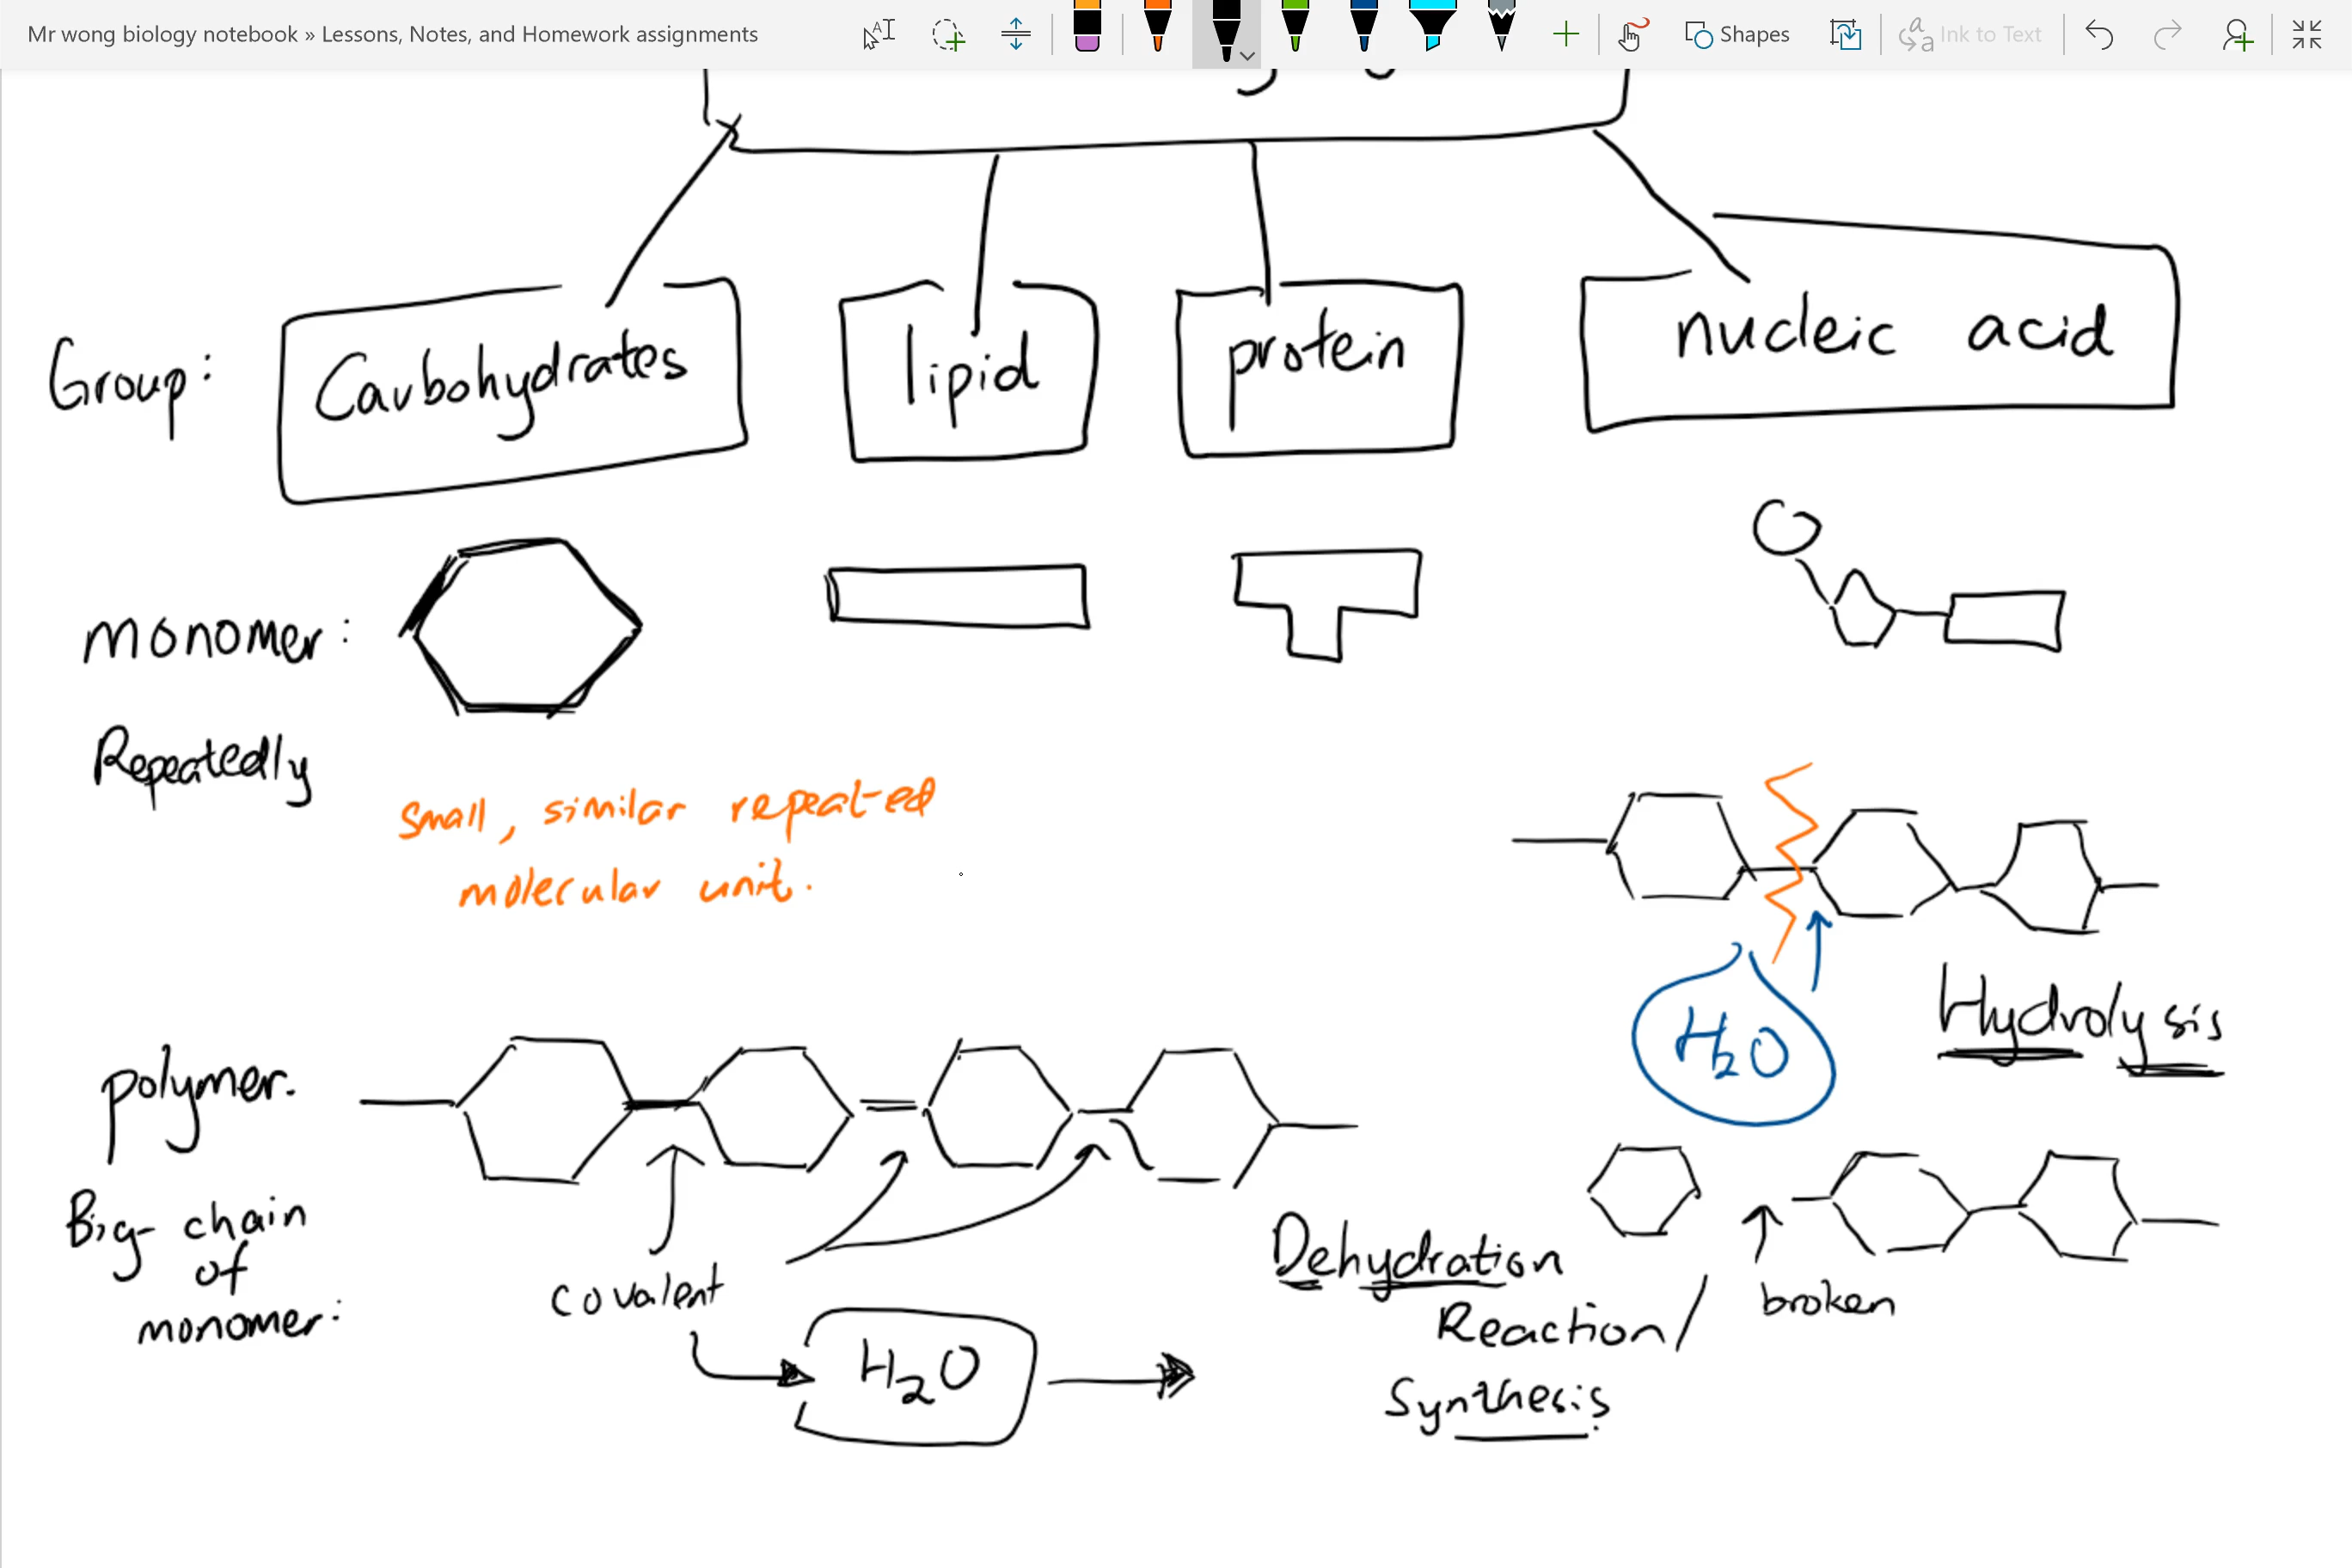 Mr wong biology notebook » Lessons, Notes, and Homework assignments
Shapes
Ink to Text
Group:
Carbohydrates
lipid
protein
nucleic acid
monomer:
Repeatedly
small, similar repeated
molecular unit.
H2O
Hydrolysis
polymer.
Big chain
of
monomer:
covalent
H2O
Dehydration
Reaction/
Synthesis
broken